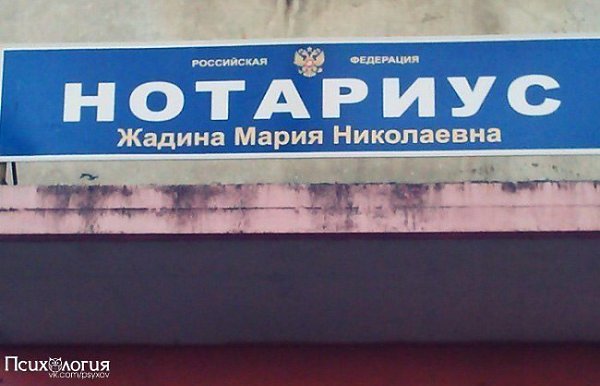 РОССИЙСКАЯ ФЕДЕРАЦИЯ
НОТАРИУС
Жадина Мария Николаевна
Психология
vk.com/psyxov